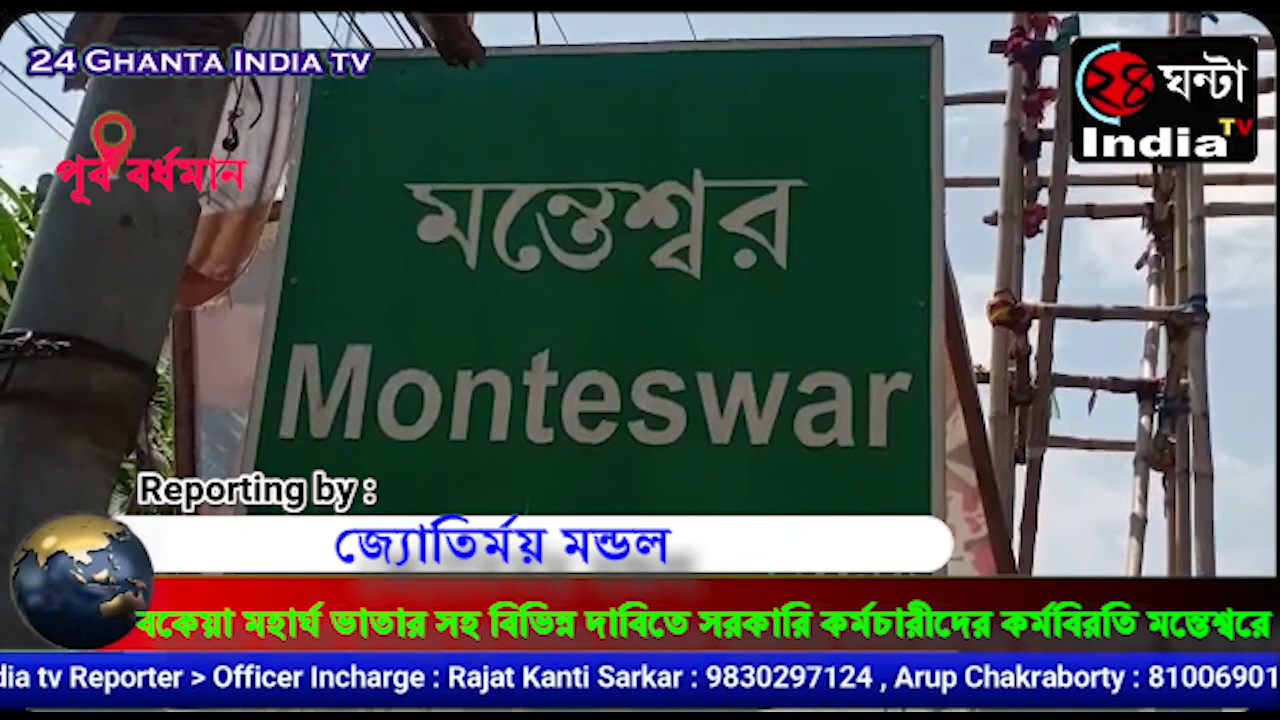 24 GHANTA INDIA TV
২৪ ঘন্টা
India TV
পূর্ব বর্ধমান
মন্তেশ্বর
Monteswar
Reporting by :
জ্যোতির্ময় মন্ডল
বকেয়া মহার্ঘ ভাতার সহ বিভিন্ন দাবিতে সরকারি কর্মচারীদের কর্মবিরতি মন্তেশ্বরে
dia tv Reporter > Officer Incharge : Rajat Kanti Sarkar : 9830297124 , Arup Chakraborty : 81006901